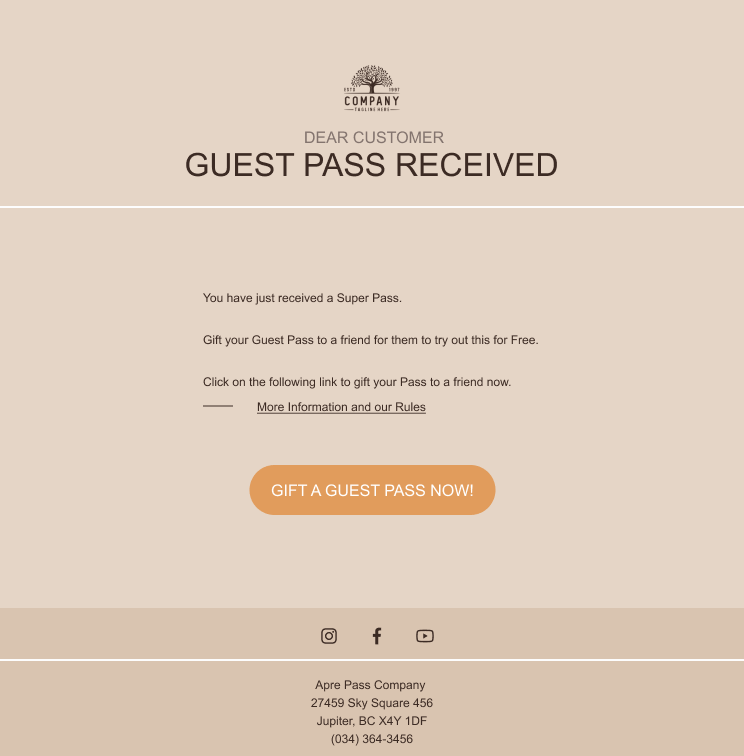 ESTD 1997
COMPANY
TAGLINE HERE
DEAR CUSTOMER
GUEST PASS RECEIVED
You have just received a Super Pass.
Gift your Guest Pass to a friend for them to try out this for Free.
Click on the following link to gift your Pass to a friend now.
More Information and our Rules
GIFT A GUEST PASS NOW!
Apre Pass Company
27459 Sky Square 456
Jupiter, BC X4Y 1DF
(034) 364-3456